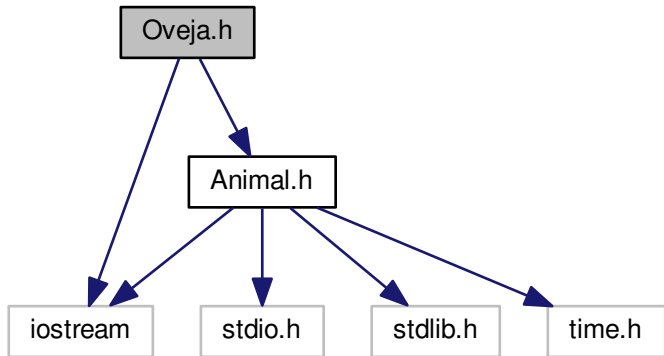 Oveja.h
Animal.h
iostream
stdio.h
stdlib.h
time.h